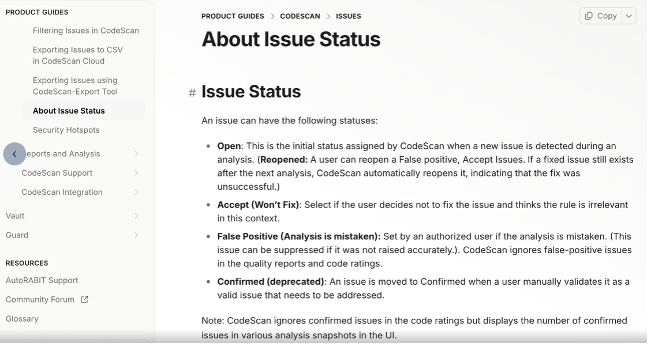 PRODUCT GUIDES
Filtering Issues in CodeScan
Exporting Issues to CSV
in CodeScan Cloud
Exporting Issues using
CodeScan-Export Tool
About Issue Status
Security Hotspots
eports and Analysis
CodeScan Support
CodeScan Integration
Vault
Guard
RESOURCES
AutoRABIT Support
Community Forum
Glossary
PRODUCT GUIDES > CODESCAN > ISSUES
Copy
About Issue Status
# Issue Status
An issue can have the following statuses:
• Open: This is the initial status assigned by CodeScan when a new issue is detected during an
analysis. (Reopened: A user can reopen a False positive, Accept Issues. If a fixed issue still exists
after the next analysis, CodeScan automatically reopens it, indicating that the fix was
unsuccessful.)
• Accept (Won't Fix): Select if the user decides not to fix the issue and thinks the rule is irrelevant
in this context.
• False Positive (Analysis is mistaken): Set by an authorized user if the analysis is mistaken. (This
issue can be suppressed if it was not raised accurately.). CodeScan ignores false-positive issues
in the quality reports and code ratings.
• Confirmed (deprecated): An issue is moved to Confirmed when a user manually validates it as a
valid issue that needs to be addressed.
Note: CodeScan ignores confirmed issues in the code ratings but displays the number of confirmed
issues in various analysis snapshots in the UI.